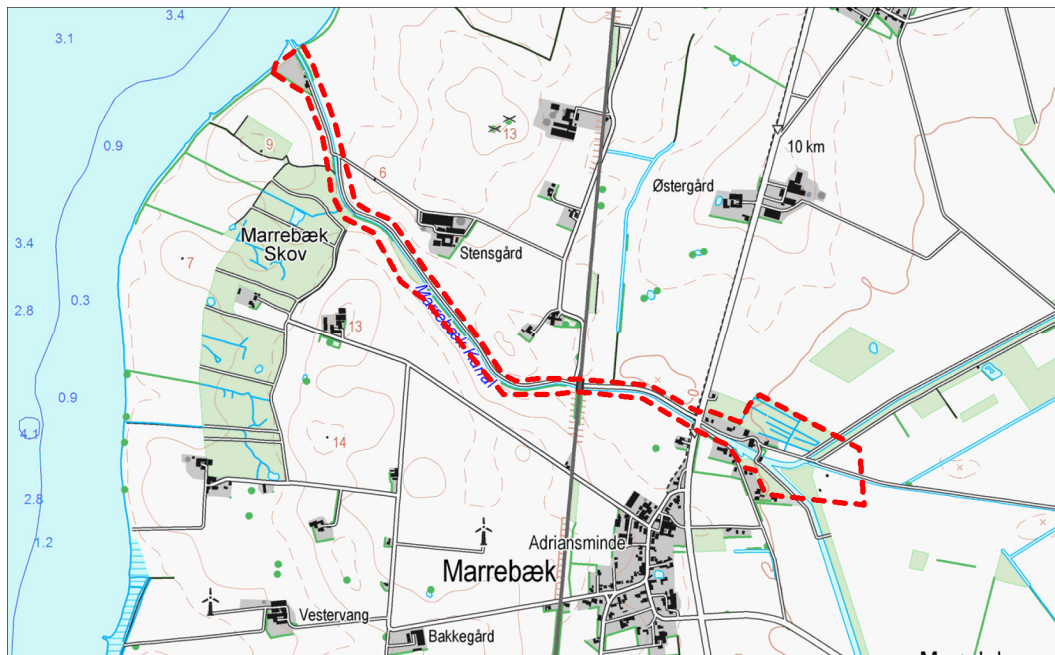 3.4
3.1
0.9
13
10 km
9
6
Østergård
Marrebæk
Skov
Stensgård
3.4
7
2.8
0.3
13
Marrebæk Kanal
0
0.9
4.1
14
2.8
1.2
Adriansminde
Marrebæk
Vestervang
Bakkegård